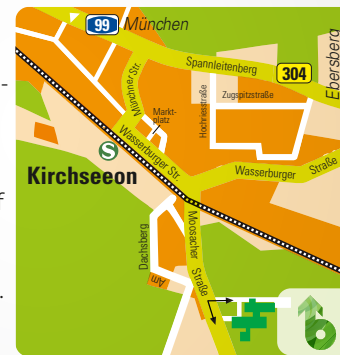 99 München
Spannleitenberg
304
Ebersberg
Münchner Str.
Zugspitzstraße
Hochriesstraße
Markt-
platz
Wasserburger Str.
S
Kirchseeon
Wasserburger Straße
Moosacher Straße
Dachsberg
Am
-
f
.
b